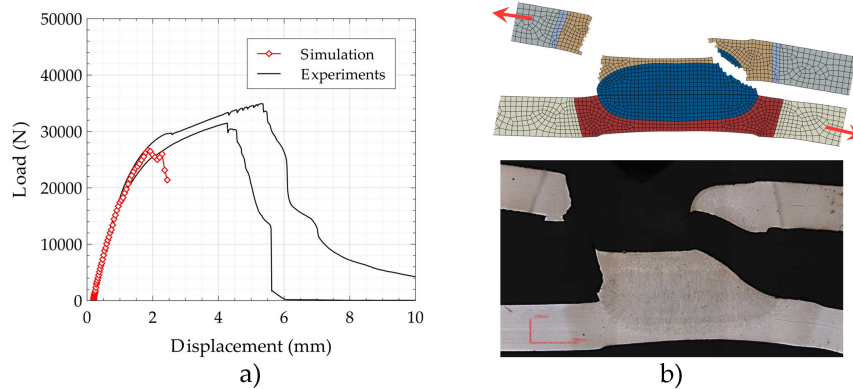 50000
40000
30000
20000
10000
0
Load (N)
0 2 4 6 8 10
Displacement (mm)
Simulation
Experiments
a)
b)